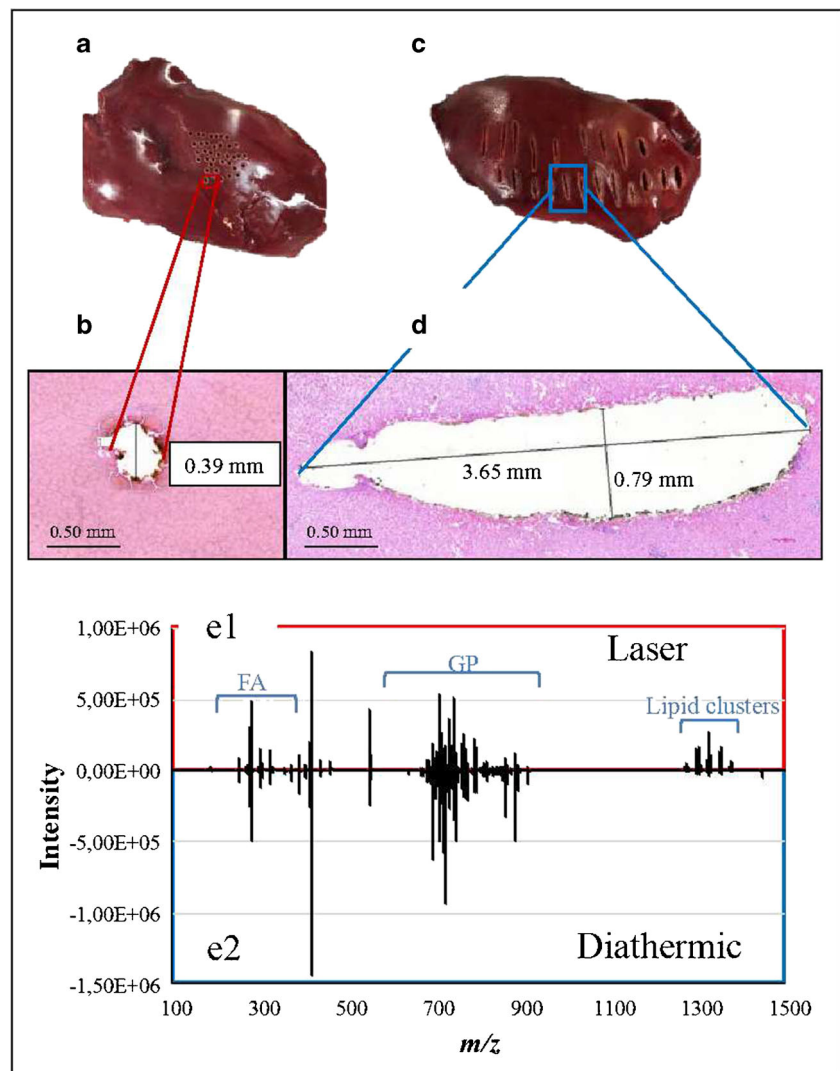 a
c
b
d
0.39 mm
0.50 mm
3.65 mm
0.79 mm
0.50 mm
1,00E+06
5,00E+05
0,00E+00
-5,00E+05
-1,00E+06
-1,50E+06
Intensity
e1
Laser
FA
GP
Lipid clusters
e2
Diathermic
100 300 500 700 900 1100 1300 1500
m/z